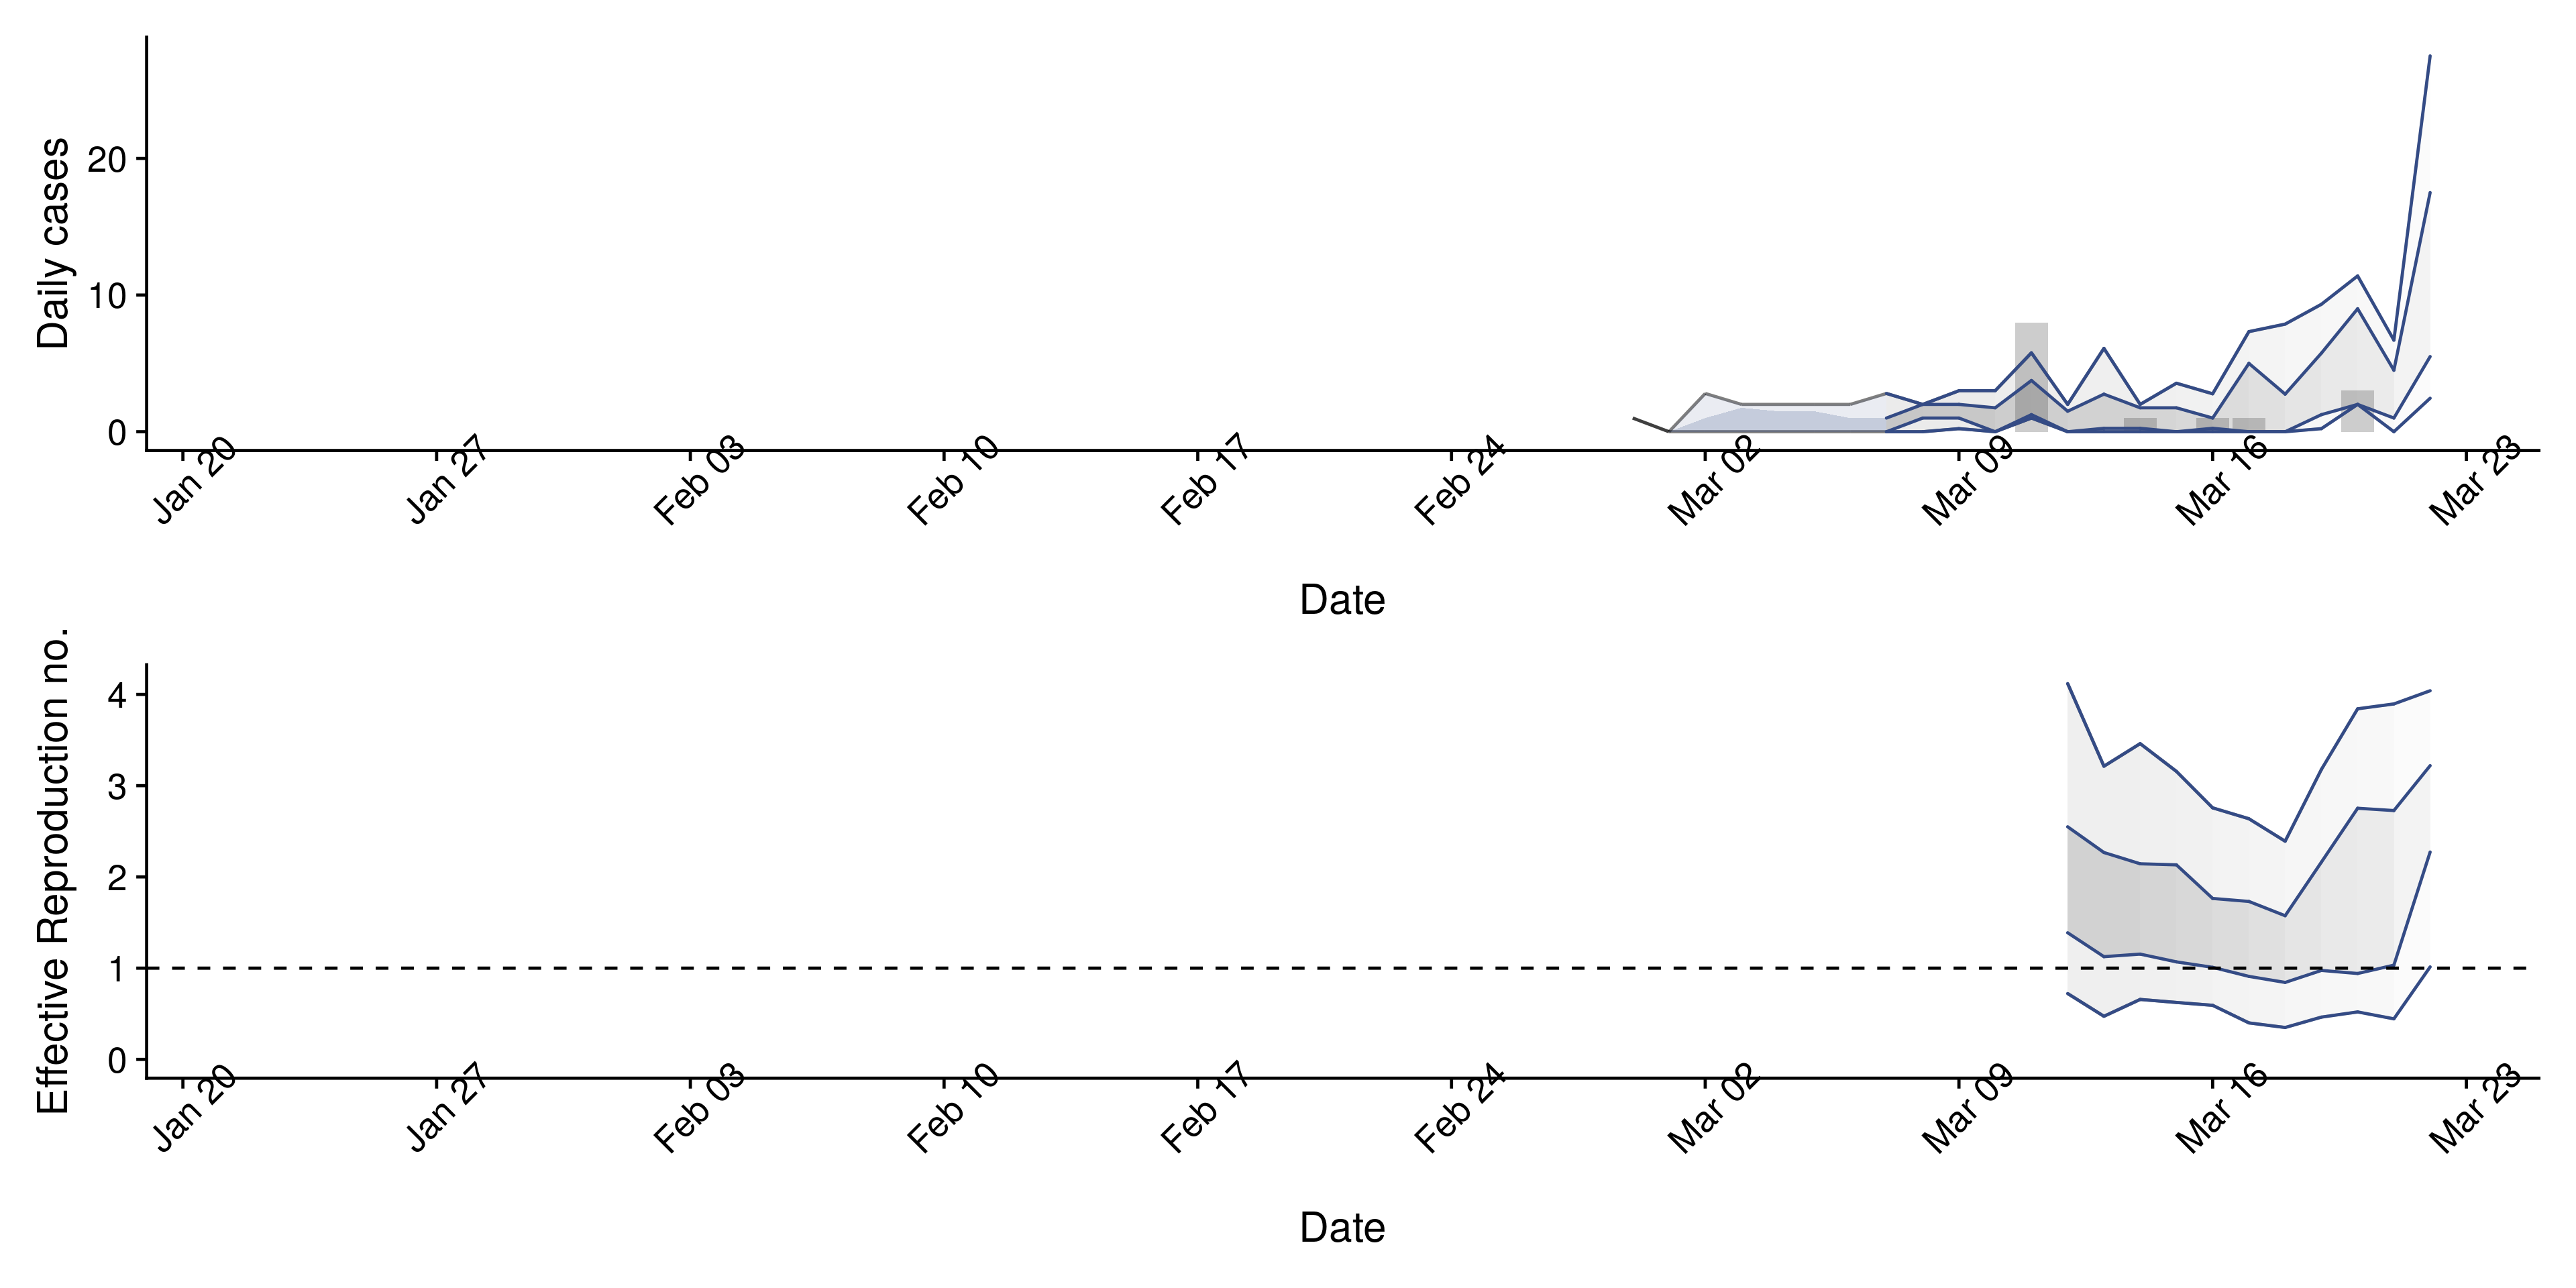 Daily cases
20
10
0
Jan 20
Jan 27
Feb 03
Feb 10
Feb 17
Feb 24
Mar 02
Mar 09
Mar 16
Mar 23
Date
Effective Reproduction no.
4
3
2
1
0
Jan 20
Jan 27
Feb 03
Feb 10
Feb 17
Feb 24
Mar 02
Mar 09
Mar 16
Mar 23
Date